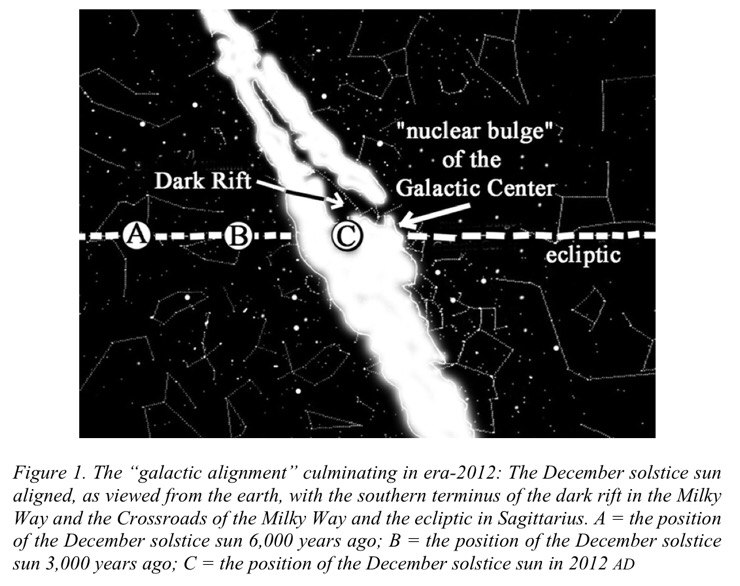 "nuclear bulge"
of the
Galactic Center
Dark Rift
A
B
C
ecliptic
Figure 1. The “galactic alignment” culminating in era-2012: The December solstice sun
aligned, as viewed from the earth, with the southern terminus of the dark rift in the Milky
Way and the Crossroads of the Milky Way and the ecliptic in Sagittarius. A = the position
of the December solstice sun 6,000 years ago; B = the position of the December solstice
sun 3,000 years ago; C = the position of the December solstice sun in 2012 AD